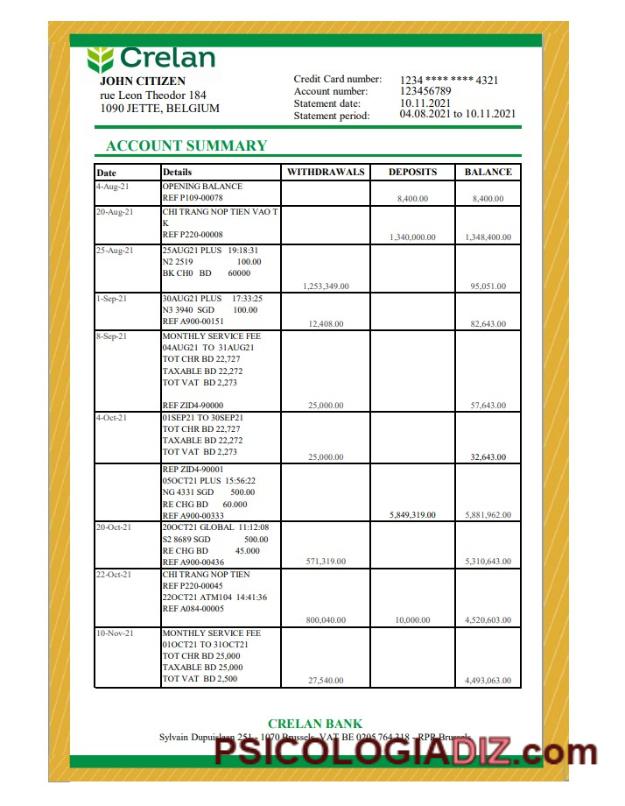 Crelan
JOHN CITIZEN
rue Leon Theodor 184
1090 JETTE, BELGIUM
Credit Card number: 1234 **** **** 4321
Account number: 123456789
Statement date: 10.11.2021
Statement period: 04.08.2021 to 10.11.2021
ACCOUNT SUMMARY
Date Details WITHDRAWALS DEPOSITS BALANCE
4-Aug-21 OPENING BALANCE
REF P109-00078 8,400.00 8,400.00
20-Aug-21 CHI TRANG NOP TIEN VAO T
K
REF P220-00008 1,340,000.00 1,348,400.00
25-Aug-21 25AUG21 PLUS 19:18:31
N2 2519 100.00
BK CH0 BD 60000
1,253,349.00 95,051.00
1-Sep-21 30AUG21 PLUS 17:33:25
N3 3940 SGD 100.00
REF A900-00151 12,408.00 82,643.00
8-Sep-21 MONTHLY SERVICE FEE
04AUG21 TO 31AUG21
TOT CHR BD 22,727
TAXABLE BD 22,272
TOT VAT BD 2,273
REF ZID4-90000 25,000.00 57,643.00
4-Oct-21 01SEP21 TO 30SEP21
TOT CHR BD 22,727
TAXABLE BD 22,272
TOT VAT BD 2,273 25,000.00 32,643.00
REP ZID4-90001
05OCT21 PLUS 15:56:22
NG 4331 SGD 500.00
RE CHG BD 60.000
REF A900-00333 5,849,319.00 5,881,962.00
20-Oct-21 20OCT21 GLOBAL 11:12:08
S2 8689 SGD 500.00
RE CHG BD 45.000
REF A900-00436 571,319.00 5,310,643.00
22-Oct-21 CHI TRANG NOP TIEN
REF P220-00045
22OCT21 ATM104 14:41:36
REF A084-00005
800,040.00 10,000.00 4,520,603.00
10-Nov-21 MONTHLY SERVICE FEE
01OCT21 TO 31OCT21
TOT CHR BD 25,000
TAXABLE BD 25,000
TOT VAT BD 2,500 27,540.00 4,493,063.00
CRELAN BANK
Sylvain Dupuislaan 251 - 1070 Brussels, VAT BE 0205 764 318 - RPR Brussels
PSICOLOGIADIZ.com